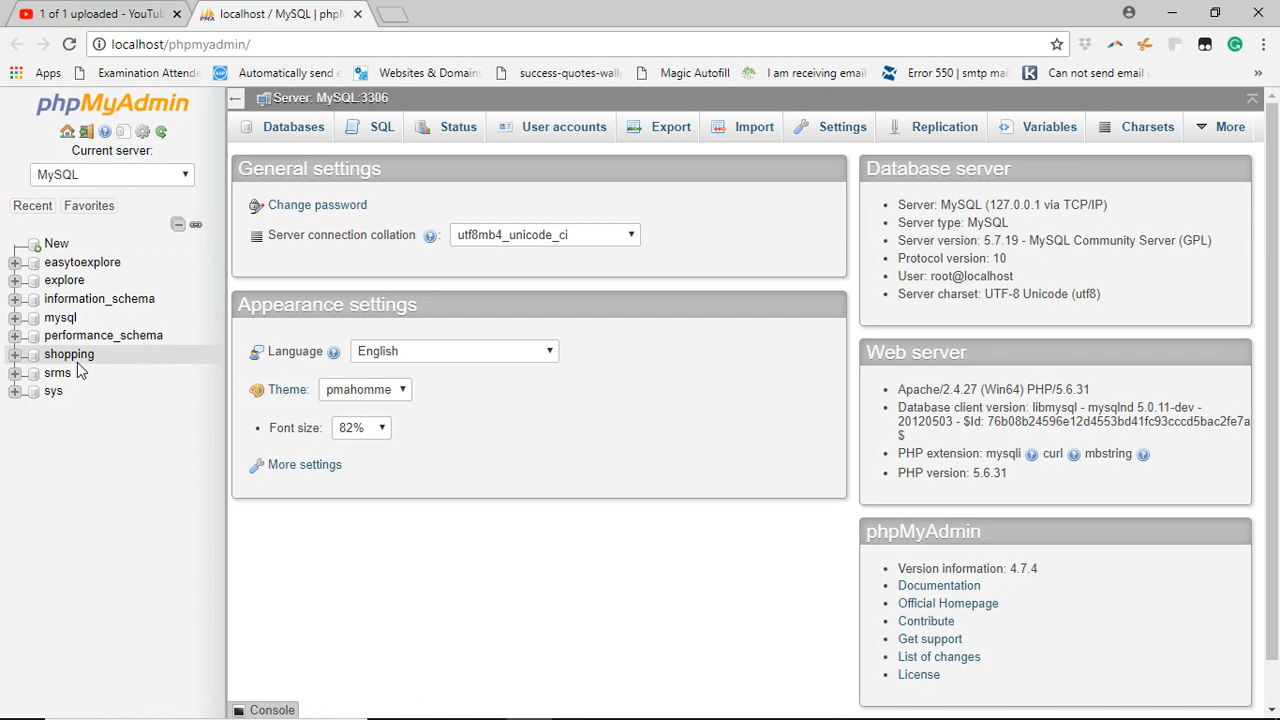 1 of 1 uploaded - YouTu
localhost / MySQL | phpM
localhost/phpmyadmin/
Apps
Examination Attend
Automatically send e
Websites & Domains
success-quotes-wall
Magic Autofill
I am receiving email
Error 550 | smtp mai
Can not send email
»
phpMyAdmin
Current server:
MySQL
Recent
Favorites
New
easytoexplore
explore
information_schema
mysql
performance_schema
shopping
srms
sys
Server: MySQL:3306
Databases
SQL
Status
User accounts
Export
Import
Settings
Replication
Variables
Charsets
More
General settings
Change password
Server connection collation
:
utf8mb4_unicode_ci
Appearance settings
Language
English
Theme:
pmahomme
• Font size:
82%
More settings
Database server
• Server: MySQL (127.0.0.1 via TCP/IP)
• Server type: MySQL
• Server version: 5.7.19 - MySQL Community Server (GPL)
• Protocol version: 10
• User: root@localhost
• Server charset: UTF-8 Unicode (utf8)
Web server
• Apache/2.4.27 (Win64) PHP/5.6.31
• Database client version: libmysql - mysqlnd 5.0.11-dev -
20120503 - $Id: 76b08b24596e12d4553bd41fc93cccd5bac2fe7a
$
• PHP extension: mysqli curl mbstring
• PHP version: 5.6.31
phpMyAdmin
• Version information: 4.7.4
• Documentation
• Official Homepage
• Contribute
• Get support
• List of changes
• License
Console